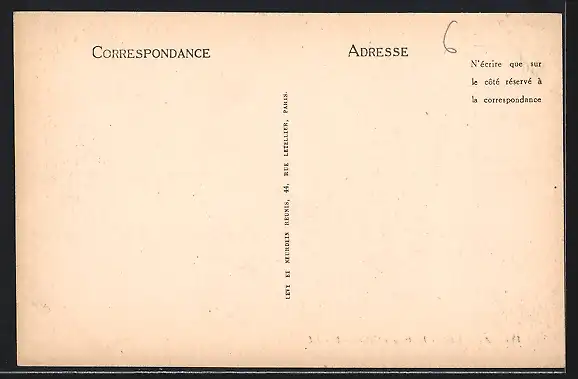 CORRESPONDANCE
ADRESSE
6
N'écrire que sur
le côté réservé à
la correspondance
LÉVY ET NEURDEIN RÉUNIS, 44, RUE LETELLIER, PARIS.